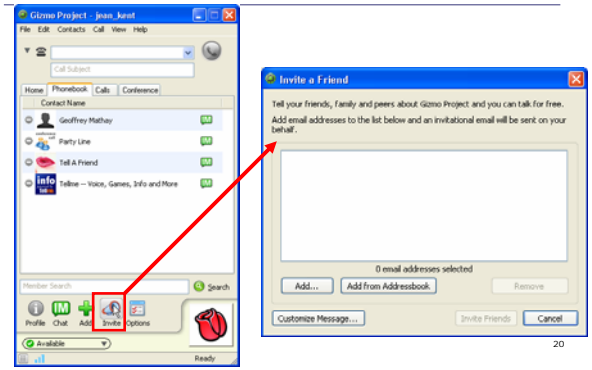 Gizmo Project - jean_kent
File Edit Contacts Call View Help
Call Subject
Home Phonebook Calls Conference
Contact Name
Geoffrey Mathay
Party Line
Tell A Friend
info
Tellme -- Voice, Games, Info and More
Member Search
Search
Profile Chat Add Invite Options
Available
Ready
Invite a Friend
Tell your friends, family and peers about Gizmo Project and you can talk for free.
Add email addresses to the list below and an invitational email will be sent on your
behalf.
0 email addresses selected
Add... Add from Addressbook Remove
Customize Message... Invite Friends Cancel
20